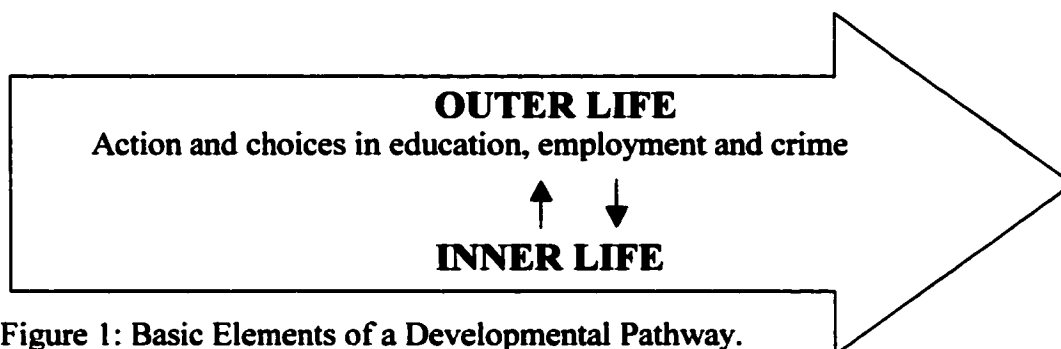 OUTER LIFE
Action and choices in education, employment and crime
INNER LIFE
Figure 1: Basic Elements of a Developmental Pathway.